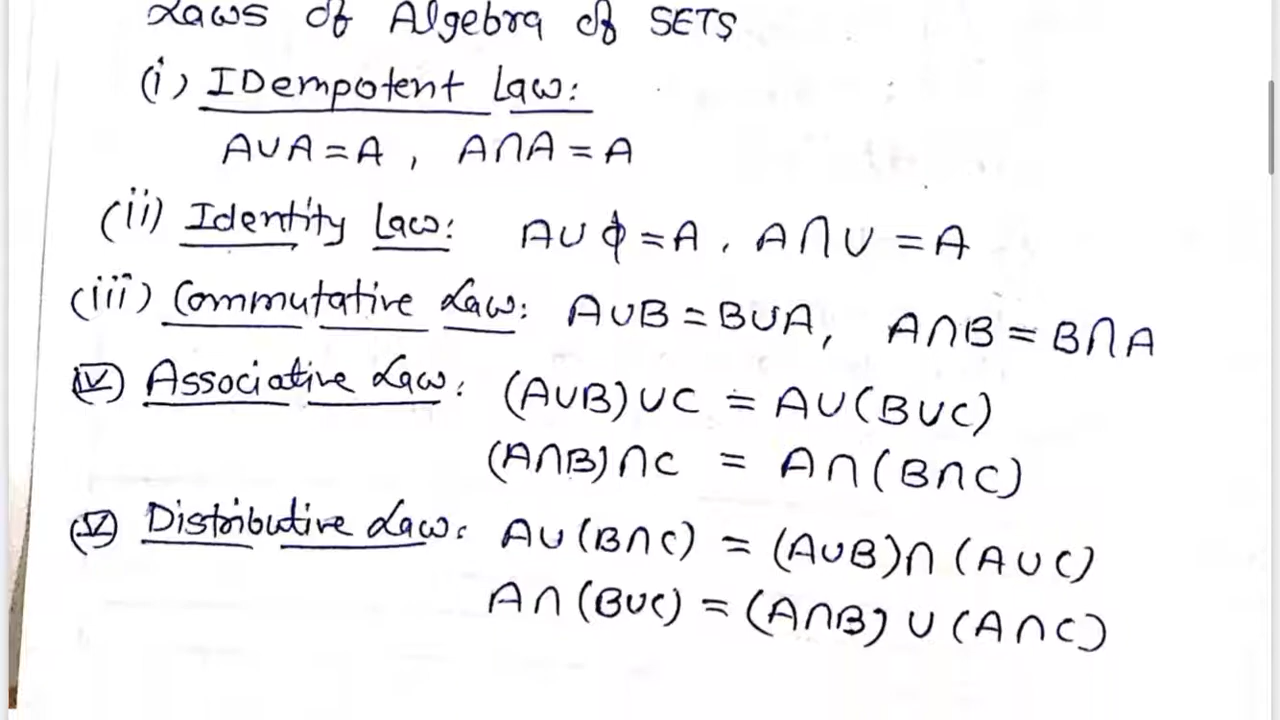 Laws of Algebra of SETS
(i) IDempotent Law:
A∪A = A , A∩A = A
(ii) Identity Law: A∪ϕ = A , A∩U = A
(iii) Commutative Law: A∪B = B∪A, A∩B = B∩A
(iv) Associative Law: (A∪B)∪C = A∪(B∪C)
(A∩B)∩C = A∩(B∩C)
(v) Distributive Law: A∪(B∩C) = (A∪B)∩(A∪C)
A∩(B∪C) = (A∩B)∪(A∩C)